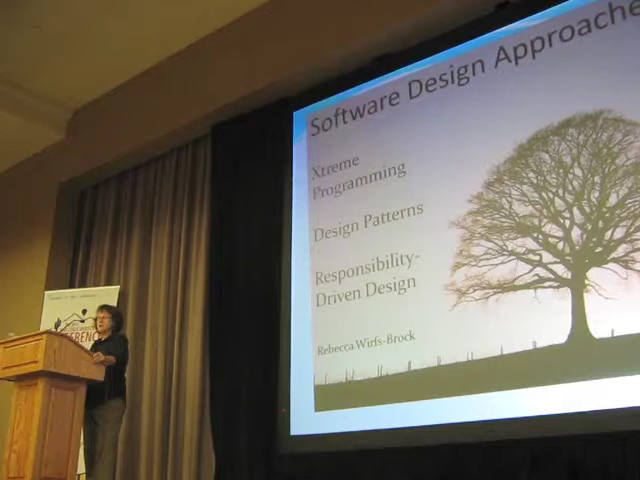 Software Design Approache
Xtreme
Programming
Design Patterns
Responsibility-
Driven Design
Rebecca Wirfs-Brock